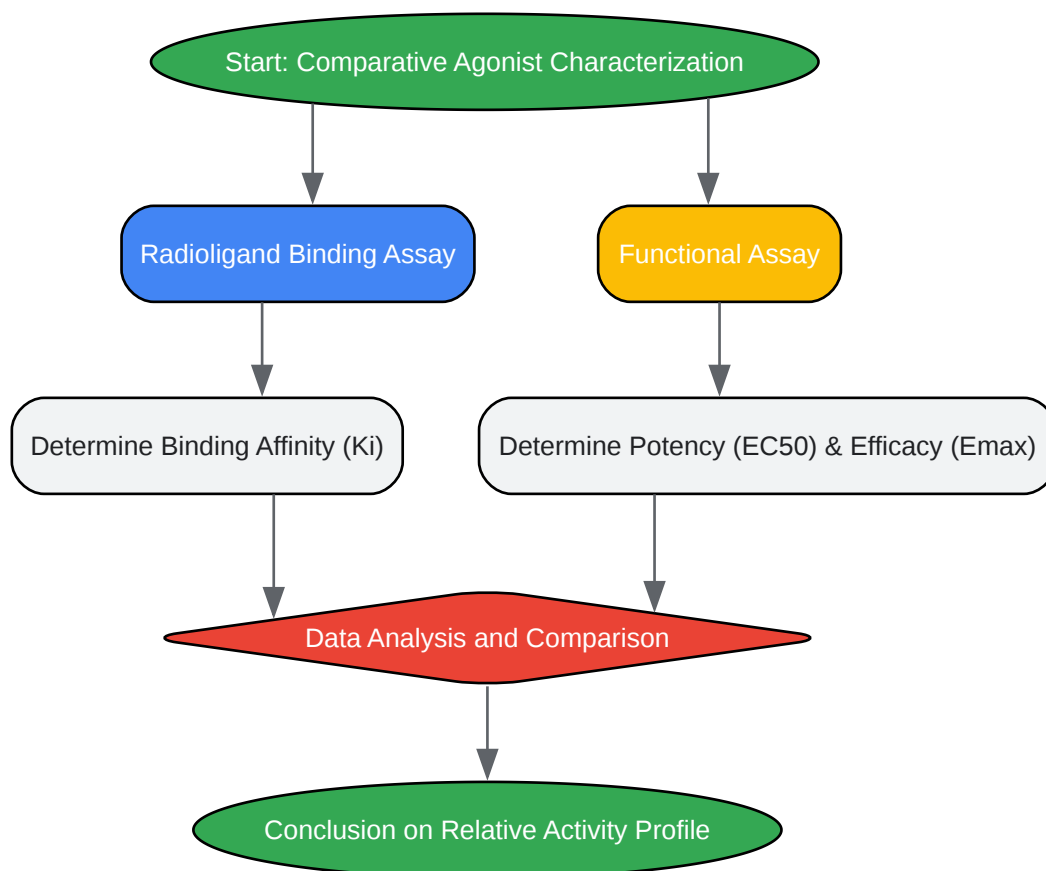 Start: Comparative Agonist Characterization
Radioligand Binding Assay
Functional Assay
Determine Binding Affinity (Ki)
Determine Potency (EC50) & Efficacy (Emax)
Data Analysis and Comparison
Conclusion on Relative Activity Profile